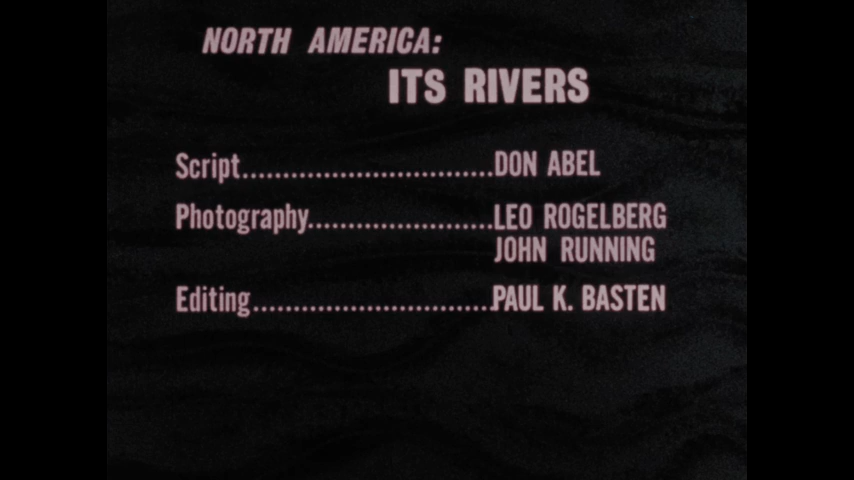 NORTH AMERICA:
ITS RIVERS
Script...............................DON ABEL
Photography.......................LEO ROGELBERG
JOHN RUNNING
Editing..............................PAUL K. BASTEN